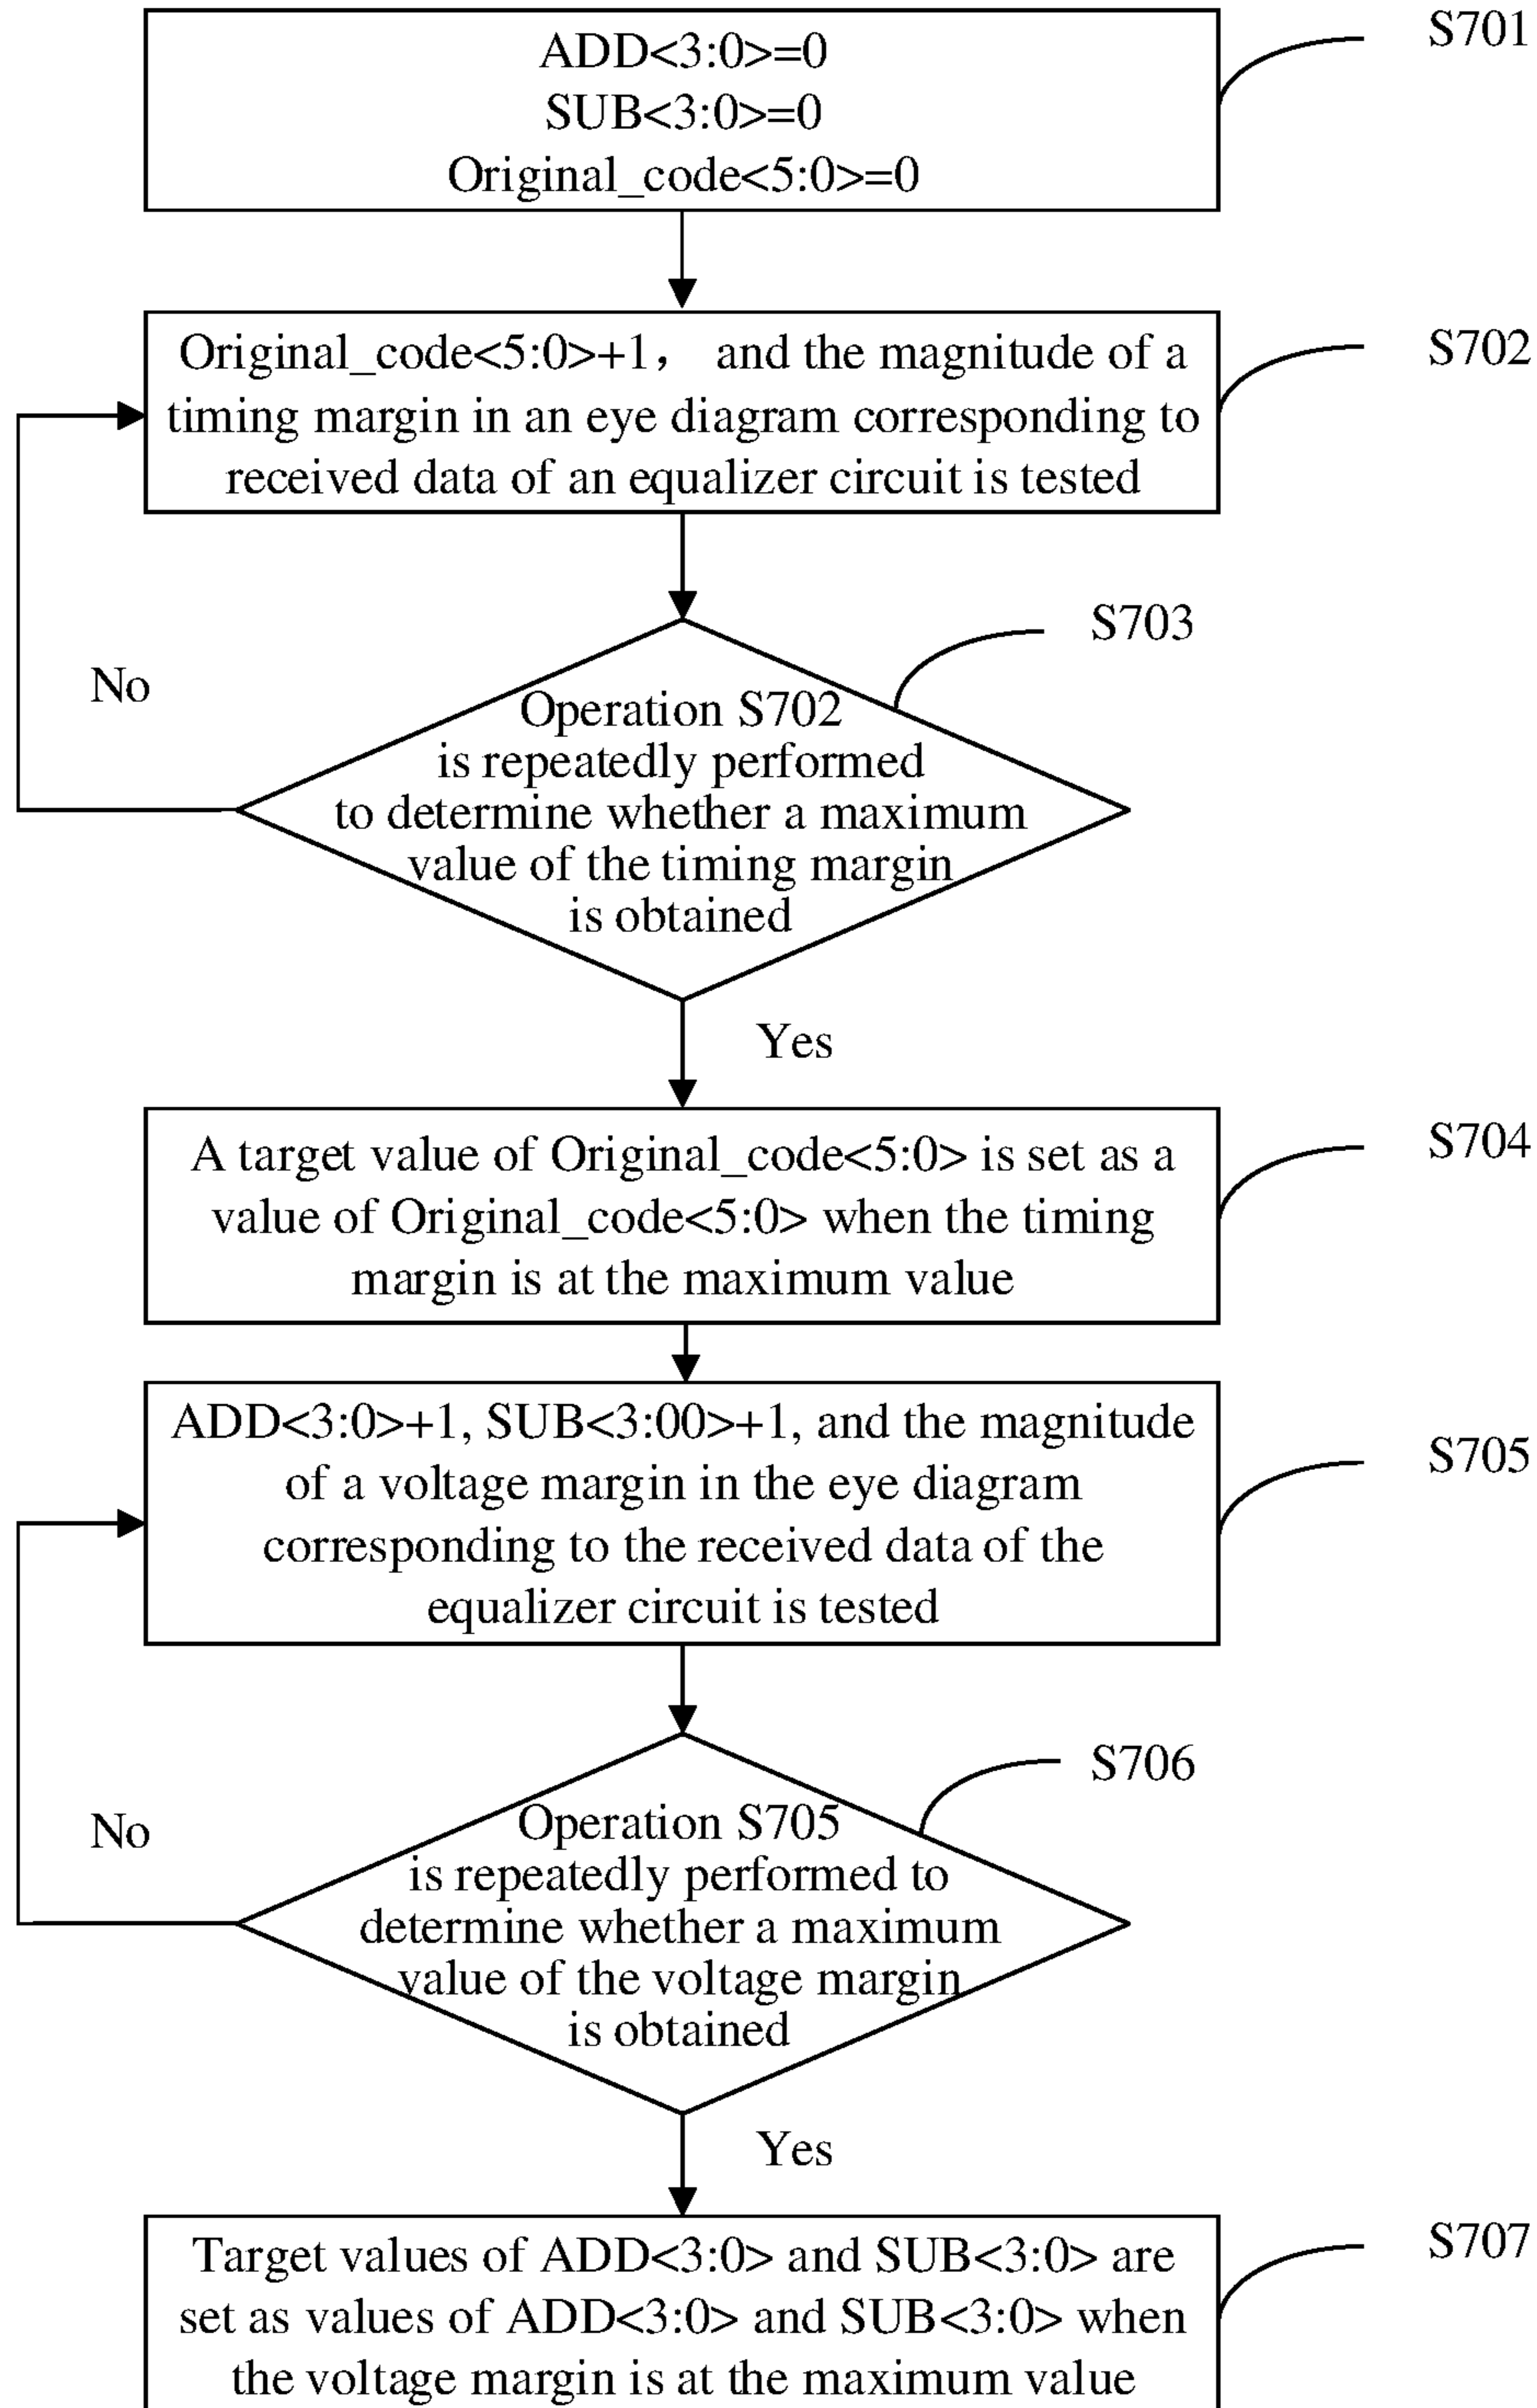 ADD<3:0>=0
SUB<3:0>=0
Original_code<5:0>=0
S701
Original_code<5:0>+1， and the magnitude of a
timing margin in an eye diagram corresponding to
received data of an equalizer circuit is tested
S702
No
S703
Operation S702
is repeatedly performed
to determine whether a maximum
value of the timing margin
is obtained
Yes
A target value of Original_code<5:0> is set as a
value of Original_code<5:0> when the timing
margin is at the maximum value
S704
ADD<3:0>+1, SUB<3:00>+1, and the magnitude
of a voltage margin in the eye diagram
corresponding to the received data of the
equalizer circuit is tested
S705
No
S706
Operation S705
is repeatedly performed to
determine whether a maximum
value of the voltage margin
is obtained
Yes
Target values of ADD<3:0> and SUB<3:0> are
set as values of ADD<3:0> and SUB<3:0> when
the voltage margin is at the maximum value
S707